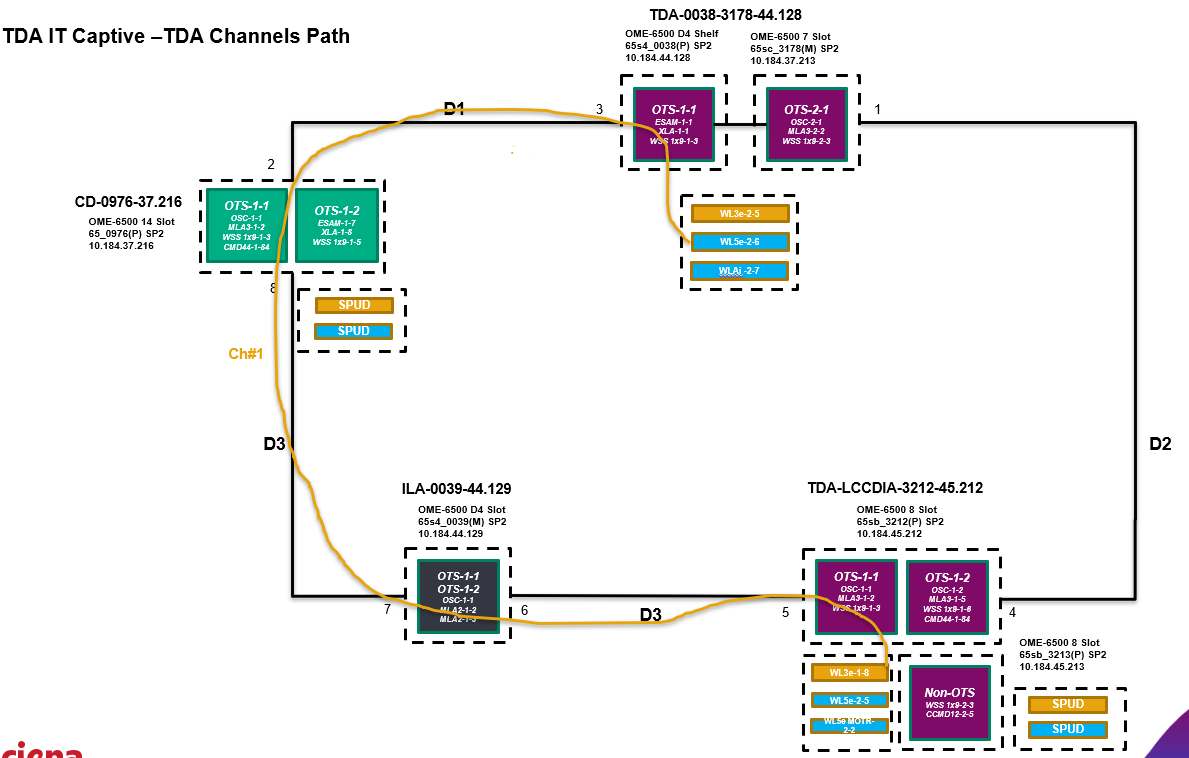 TDA IT Captive –TDA Channels Path
TDA-0038-3178-44.128
OME-6500 D4 Shelf
65s4_0038(P) SP2
10.184.44.128
OME-6500 7 Slot
65sc_3178(M) SP2
10.184.37.213
D1
3
OTS-1-1
ESAM-1-1
XLA-1-1
WSS 1x9-1-3
OTS-2-1
OSC-2-1
MLA3-2-2
WSS 1x9-2-3
1
2
CD-0976-37.216
OME-6500 14 Slot
65_0976(P) SP2
10.184.37.216
OTS-1-1
OSC-1-1
MLA3-1-2
WSS 1x9-1-3
CMD44-1-84
OTS-1-2
ESAM-1-7
XLA-1-8
WSS 1x9-1-5
WL3e-2-5
WL5e-2-6
WLAi -2-7
8
SPUD
SPUD
Ch#1
D3
D2
ILA-0039-44.129
OME-6500 D4 Slot
65s4_0039(M) SP2
10.184.44.129
OTS-1-1
OTS-1-2
OSC-1-1
MLA2-1-2
MLA2-1-3
7
6
D3
5
TDA-LCCDIA-3212-45.212
OME-6500 8 Slot
65sb_3212(P) SP2
10.184.45.212
OTS-1-1
OSC-1-1
MLA3-1-2
WSS 1x9-1-3
OTS-1-2
OSC-1-2
MLA3-1-5
WSS 1x9-1-6
CMD44-1-84
4
OME-6500 8 Slot
65sb_3213(P) SP2
10.184.45.213
WL3e-1-8
WL5e-2-5
WL5e MOTR-
2-2
Non-OTS
WSS 1x9-2-3
CCMD12-2-5
SPUD
SPUD
ciena